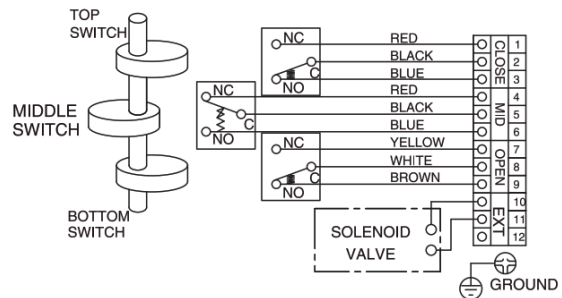 TOP
SWITCH
MIDDLE
SWITCH
BOTTOM
SWITCH
NC
C
NO
NC
C
NO
NC
C
NO
RED
BLACK
BLUE
RED
BLACK
BLUE
YELLOW
WHITE
BROWN
SOLENOID
VALVE
CLOSE
MID
OPEN
EXT
1
2
3
4
5
6
7
8
9
10
11
12
GROUND